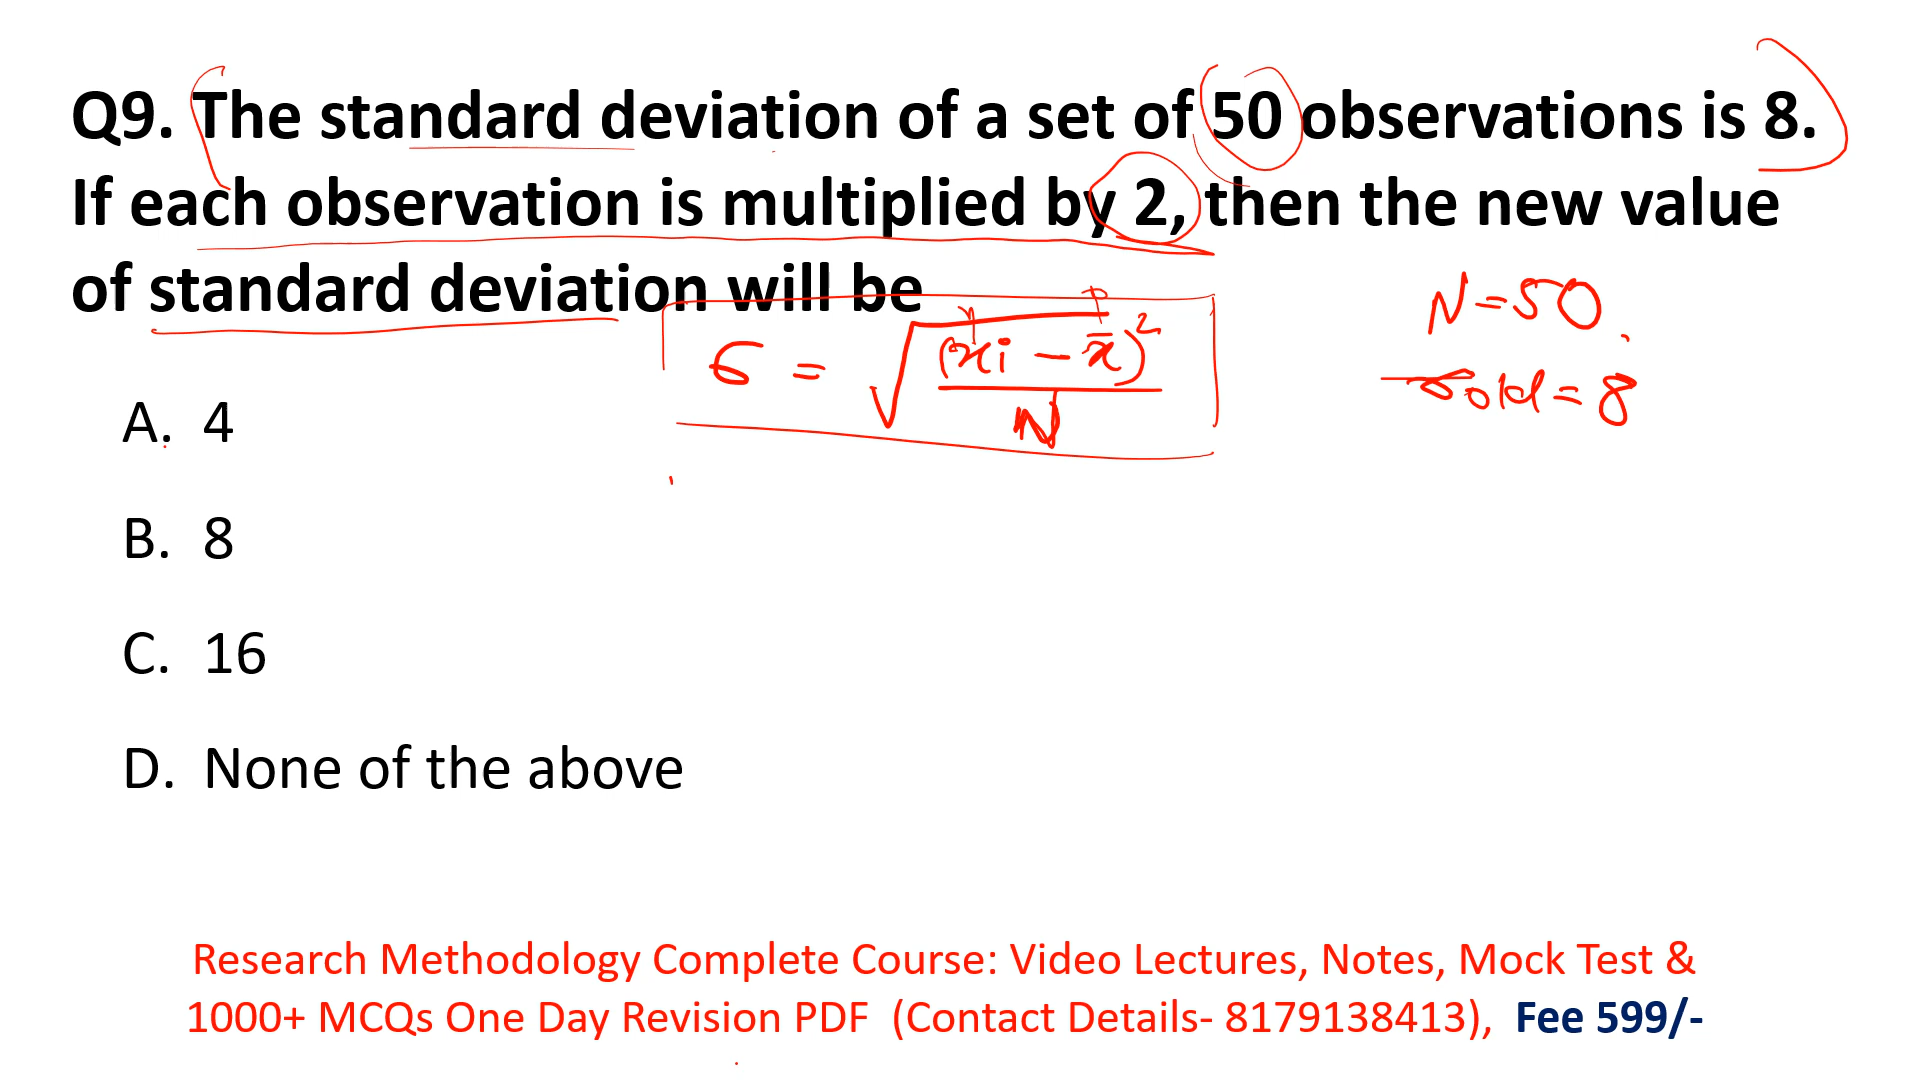 Q9. The standard deviation of a set of 50 observations is 8.
If each observation is multiplied by 2, then the new value
of standard deviation will be
N=50
σ = √(xi - x̄)²
N
σold=8
A. 4
B. 8
C. 16
D. None of the above
Research Methodology Complete Course: Video Lectures, Notes, Mock Test &
1000+ MCQs One Day Revision PDF (Contact Details- 8179138413), Fee 599/-